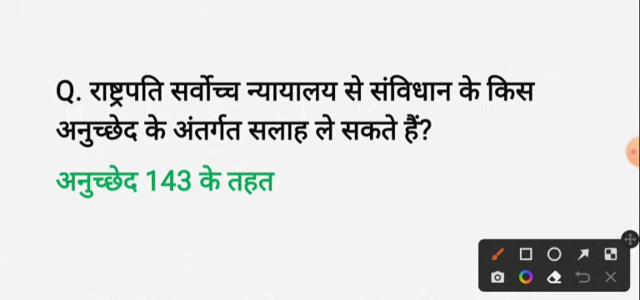 Q. राष्ट्रपति सर्वोच्च न्यायालय से संविधान के किस
अनुच्छेद के अंतर्गत सलाह ले सकते हैं?
अनुच्छेद 143 के तहत